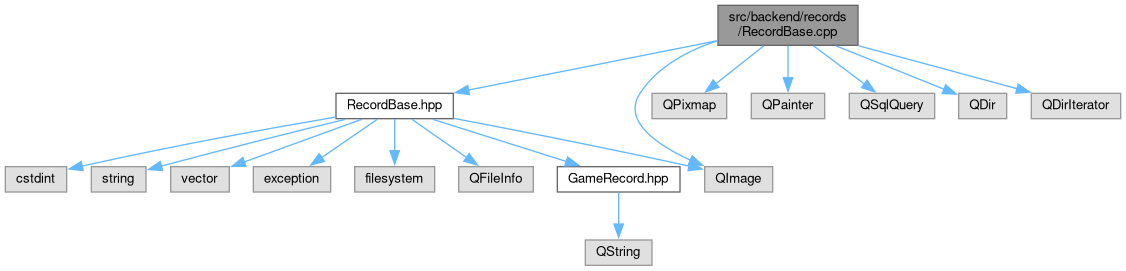 src/backend/records
/RecordBase.cpp
RecordBase.hpp
QPixmap
QPainter
QSqlQuery
QDir
QDirIterator
cstdint
string
vector
exception
filesystem
QFileInfo
GameRecord.hpp
QImage
QString